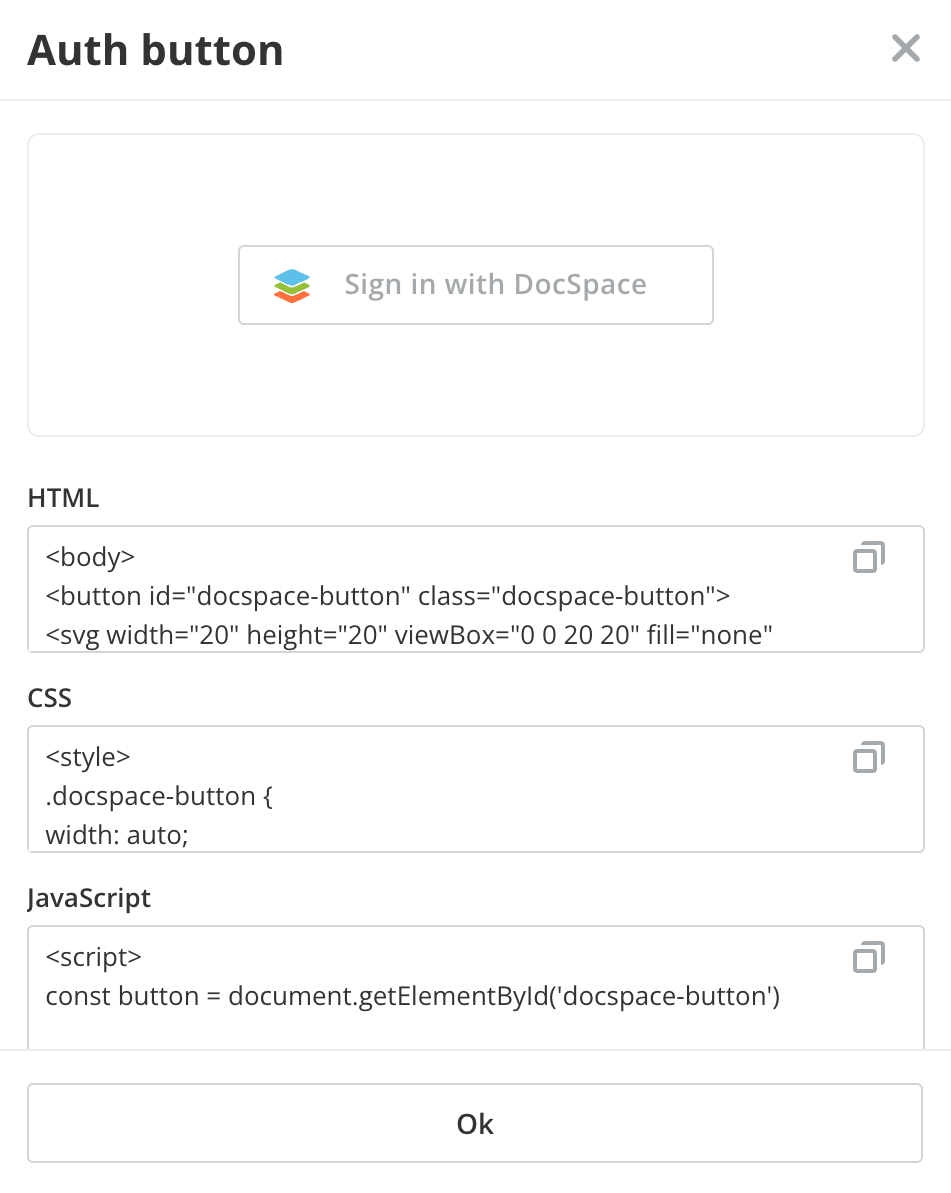 Auth button
Sign in with DocSpace
HTML
<body>
<button id="docspace-button" class="docspace-button">
<svg width="20" height="20" viewBox="0 0 20 20" fill="none"
CSS
<style>
.docspace-button {
width: auto;
JavaScript
<script>
const button = document.getElementById('docspace-button')
Ok